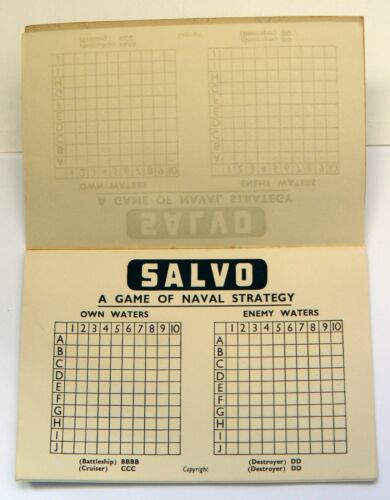 SALVO
A GAME OF NAVAL STRATEGY
OWN WATERS
1 2 3 4 5 6 7 8 9 10
A
B
C
D
E
F
G
H
I
J
(Battleship) BBBB
(Cruiser) CCC
ENEMY WATERS
1 2 3 4 5 6 7 8 9 10
A
B
C
D
E
F
G
H
I
J
(Destroyer) DD
(Destroyer) DD
Copyright